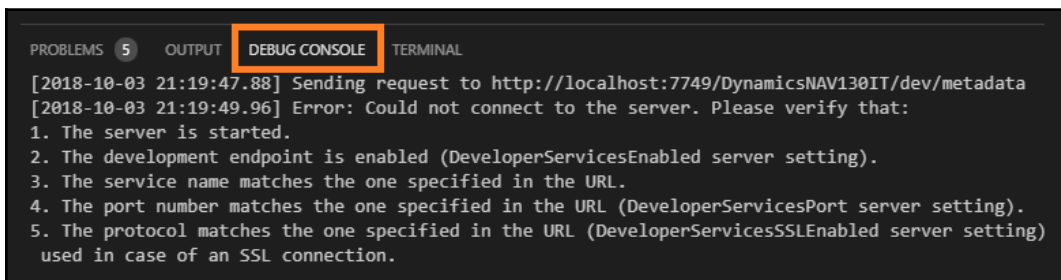 PROBLEMS 5 OUTPUT DEBUG CONSOLE TERMINAL
[2018-10-03 21:19:47.88] Sending request to http://localhost:7749/DynamicsNAV130IT/dev/metadata
[2018-10-03 21:19:49.96] Error: Could not connect to the server. Please verify that:
1. The server is started.
2. The development endpoint is enabled (DeveloperServicesEnabled server setting).
3. The service name matches the one specified in the URL.
4. The port number matches the one specified in the URL (DeveloperServicesPort server setting).
5. The protocol matches the one specified in the URL (DeveloperServicesSSLEnabled server setting)
used in case of an SSL connection.